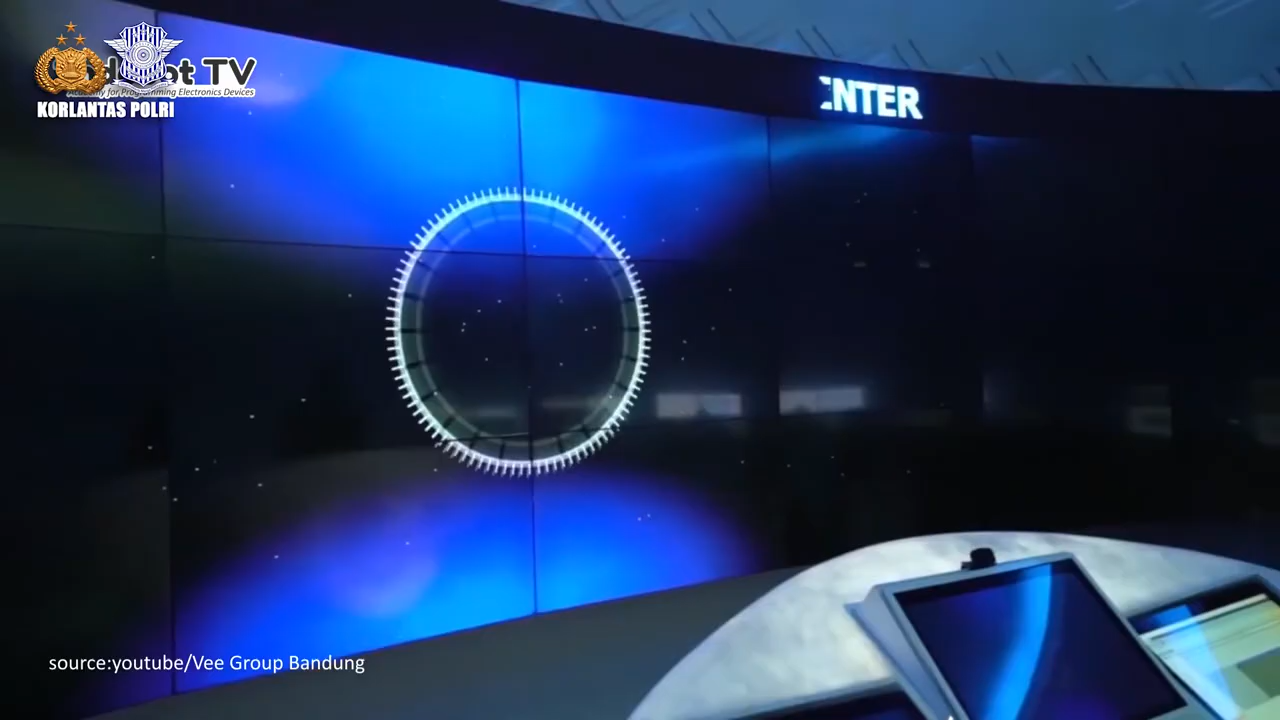 TV
Academy for Programming Electronics Devices
KORLANTAS POLRI
ENTER
source:youtube/Vee Group Bandung